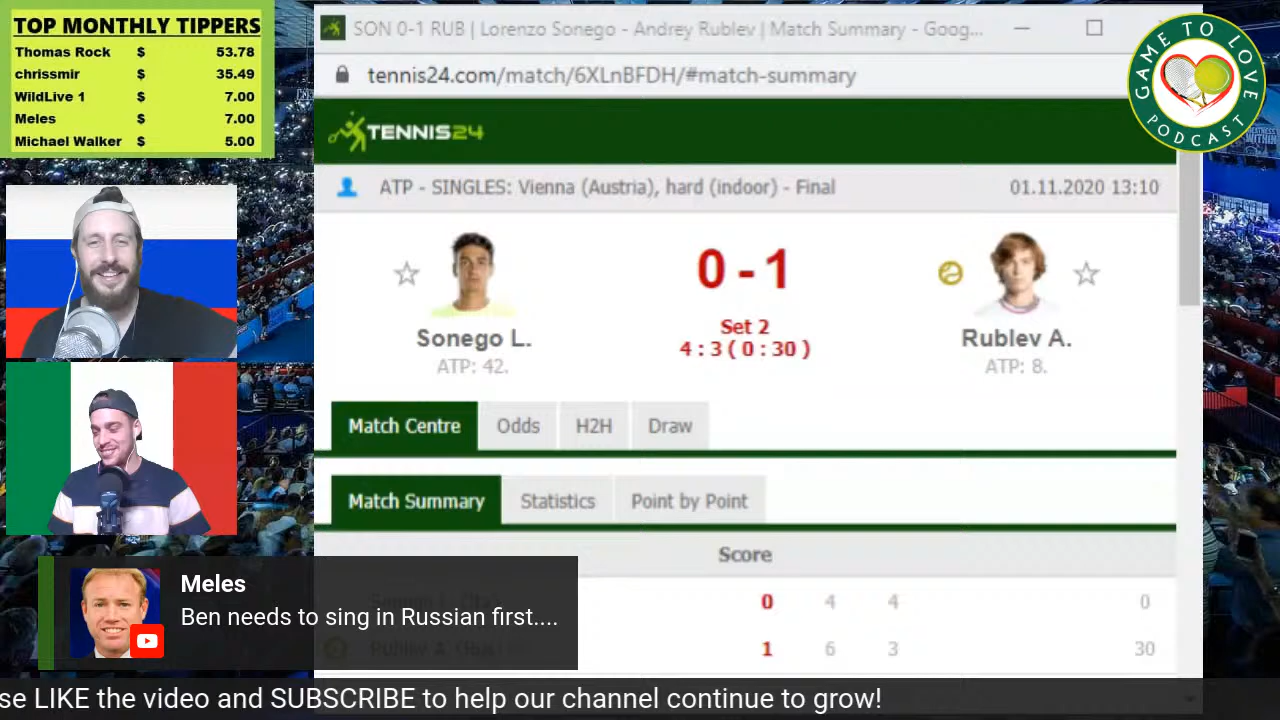 TOP MONTHLY TIPPERS
Thomas Rock $ 53.78
chrissmir $ 35.49
WildLive 1 $ 7.00
Meles $ 7.00
Michael Walker $ 5.00
SON 0-1 RUB | Lorenzo Sonego - Andrey Rublev | Match Summary - Goog...
tennis24.com/match/6XLnBFDH/#match-summary
GAME TO LOVE
PODCAST
TENNIS24
ATP - SINGLES: Vienna (Austria), hard (indoor) - Final 01.11.2020 13:10
0 - 1
Set 2
4 : 3 ( 0 : 30 )
Sonego L.
ATP: 42.
Rublev A.
ATP: 8.
Match Centre Odds H2H Draw
Match Summary Statistics Point by Point
Score
0 4 4 0
1 6 3 30
Meles
Ben needs to sing in Russian first....
se LIKE the video and SUBSCRIBE to help our channel continue to grow!